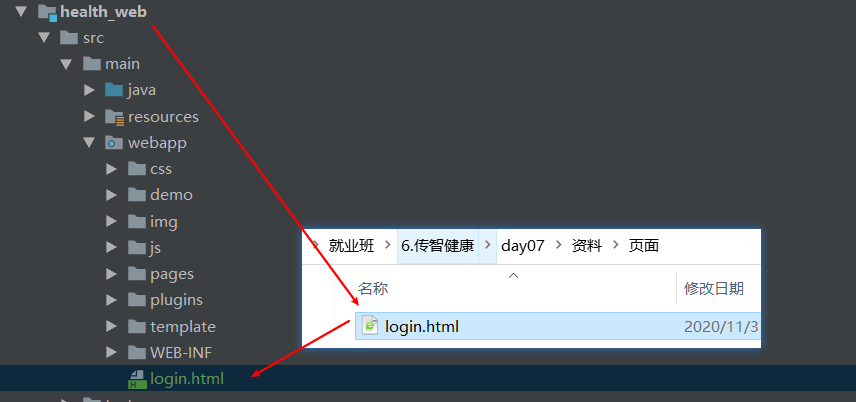 health_web
src
main
java
resources
webapp
css
demo
img
js
pages
plugins
template
WEB-INF
login.html
就业班 > 6.传智健康 > day07 > 资料 > 页面
名称 修改日期
login.html 2020/11/3